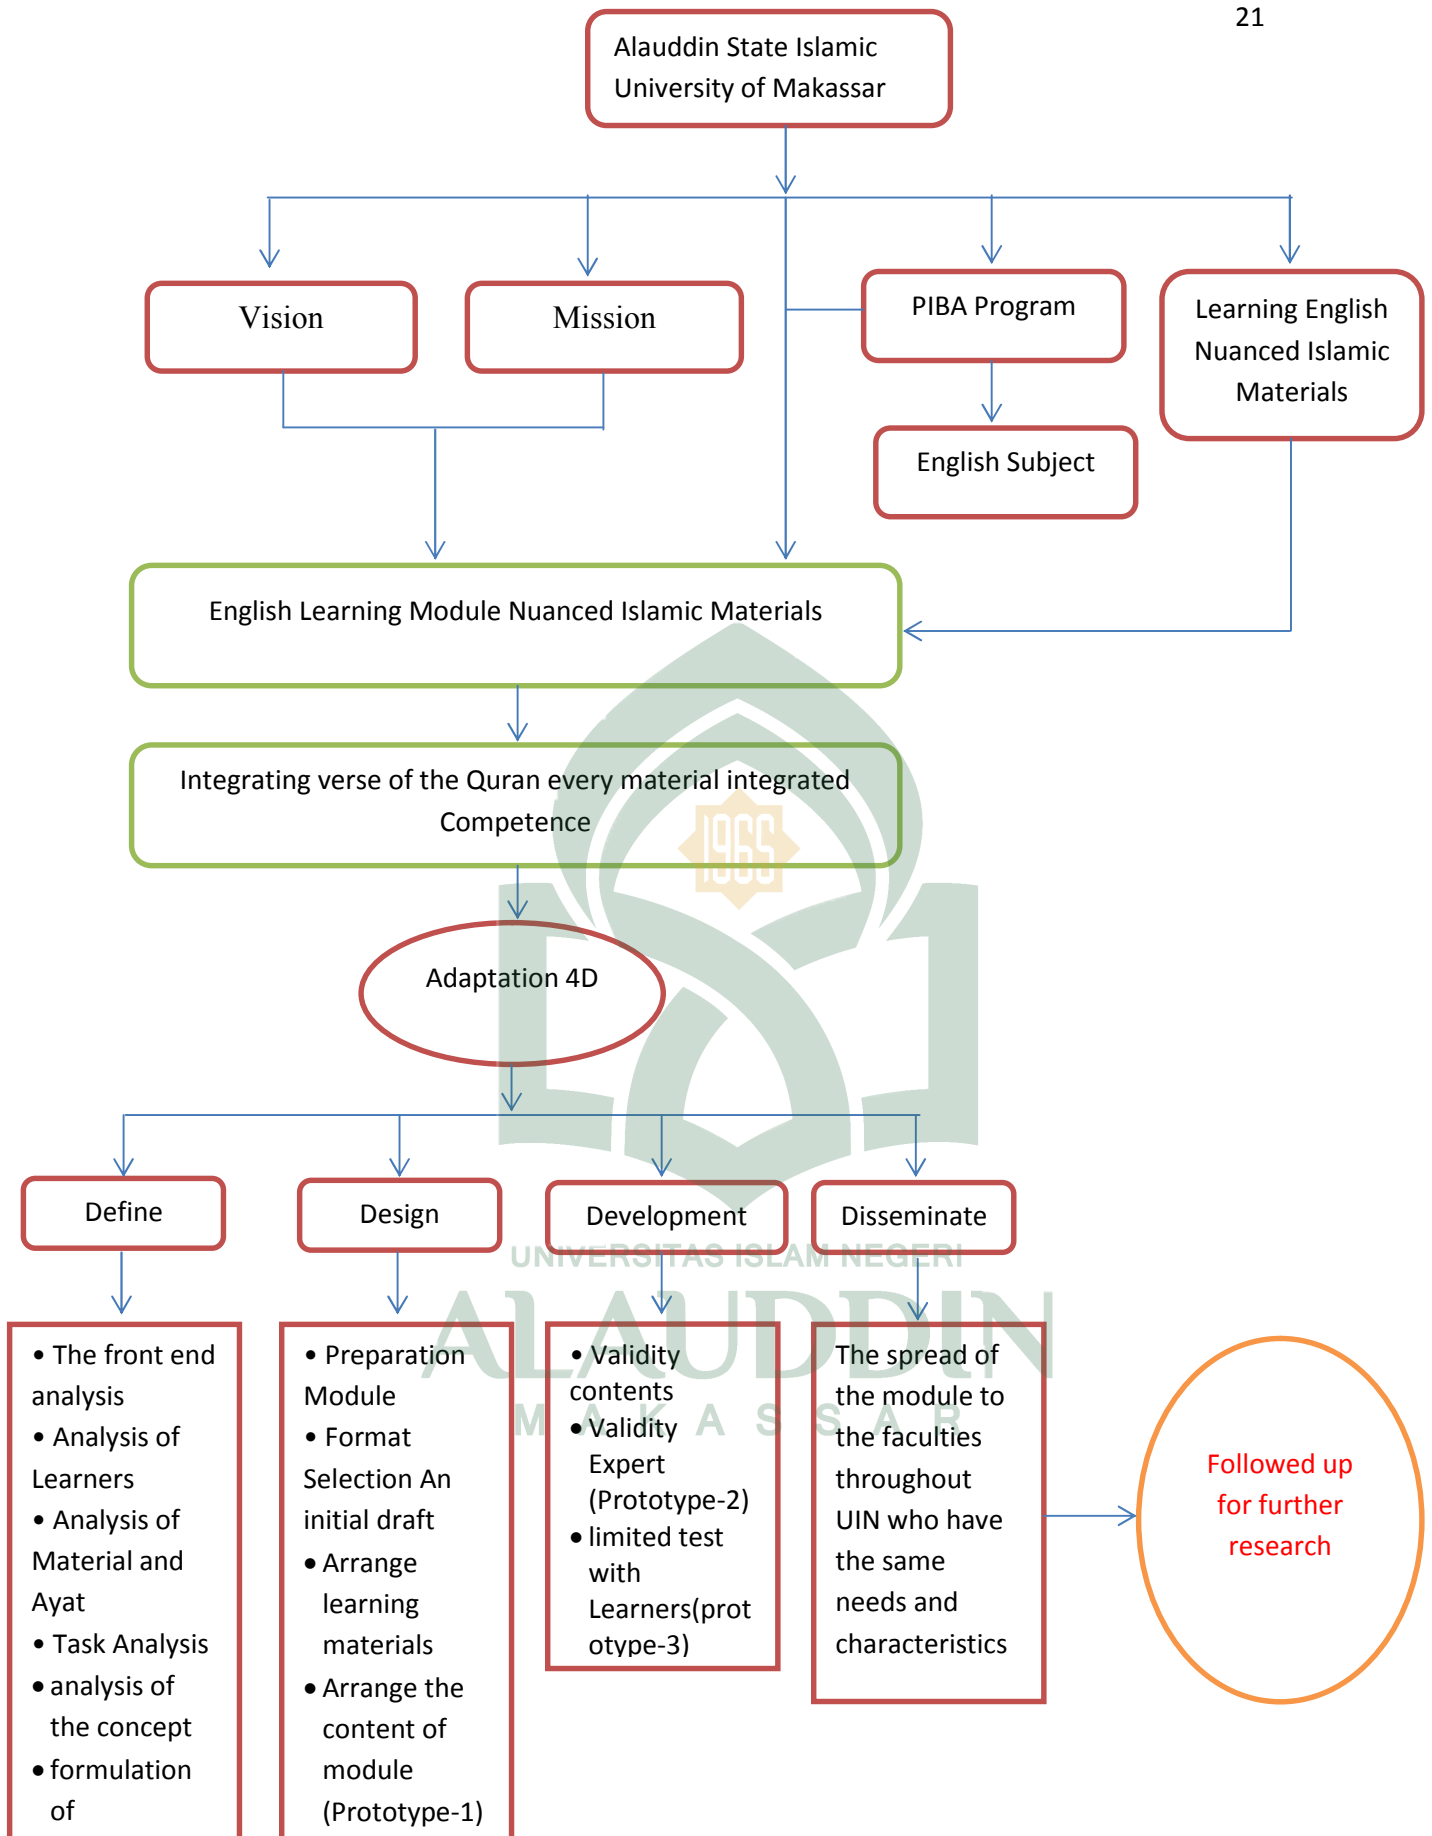 21
Alauddin State Islamic
University of Makassar
Vision
Mission
PIBA Program
Learning English
Nuanced Islamic
Materials
English Subject
English Learning Module Nuanced Islamic Materials
Integrating verse of the Quran every material integrated
Competence
1965
Adaptation 4D
Define
Design
Development
Disseminate
UNIVERSITAS ISLAM NEGERI
ALAUDDIN
MAKASSAR
• The front end
analysis
• Analysis of
Learners
• Analysis of
Material and
Ayat
• Task Analysis
• analysis of
the concept
• formulation
of
• Preparation
Module
• Format
Selection An
initial draft
• Arrange
learning
materials
• Arrange the
content of
module
(Prototype-1)
• Validity
contents
• Validity
Expert
(Prototype-2)
• limited test
with
Learners(prot
otype-3)
The spread of
the module to
the faculties
throughout
UIN who have
the same
needs and
characteristics
Followed up
for further
research